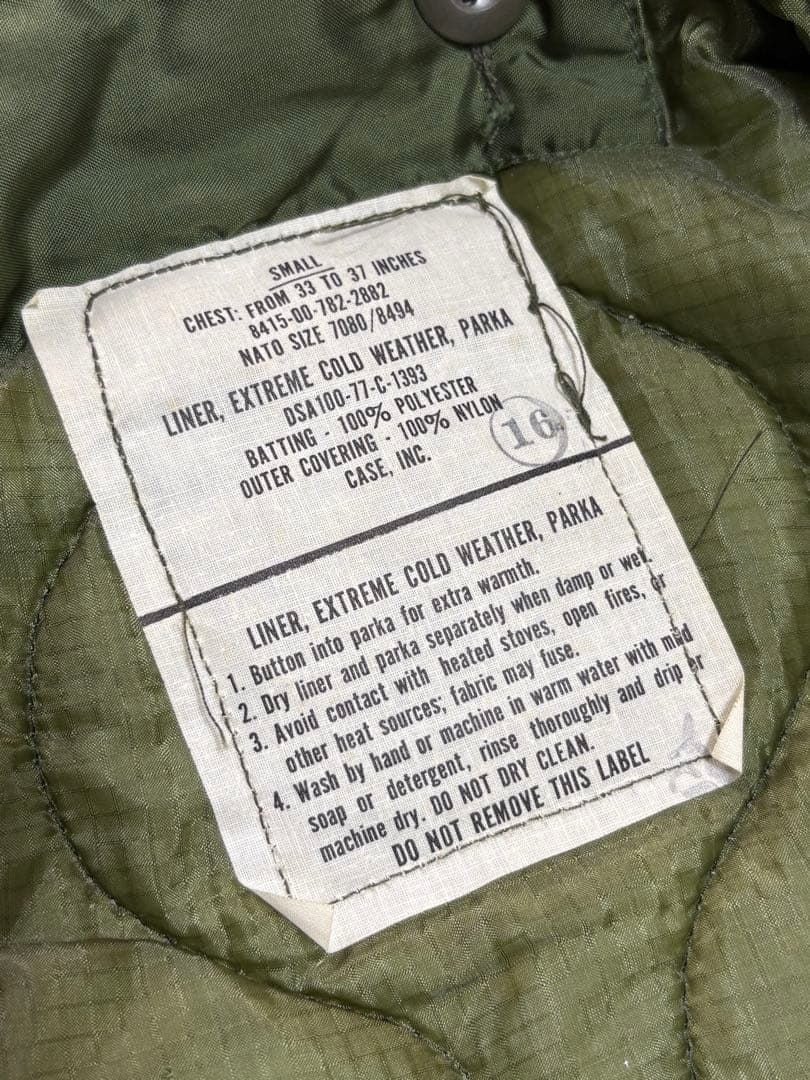 SMALL
CHEST: FROM 33 TO 37 INCHES
8415-00-782-2882
NATO SIZE 7080/8494
LINER, EXTREME COLD WEATHER, PARKA
DSA100-77-C-1393
BATTING - 100% POLYESTER
OUTER COVERING - 100% NYLON
CASE, INC.
16
LINER, EXTREME COLD WEATHER, PARKA
1. Button into parka for extra warmth.
2. Dry liner and parka separately when damp or wet.
3. Avoid contact with heated stoves, open fires, or
other heat sources; fabric may fuse.
4. Wash by hand or machine in warm water with mild
soap or detergent, rinse thoroughly and drip or
machine dry. DO NOT DRY CLEAN.
DO NOT REMOVE THIS LABEL